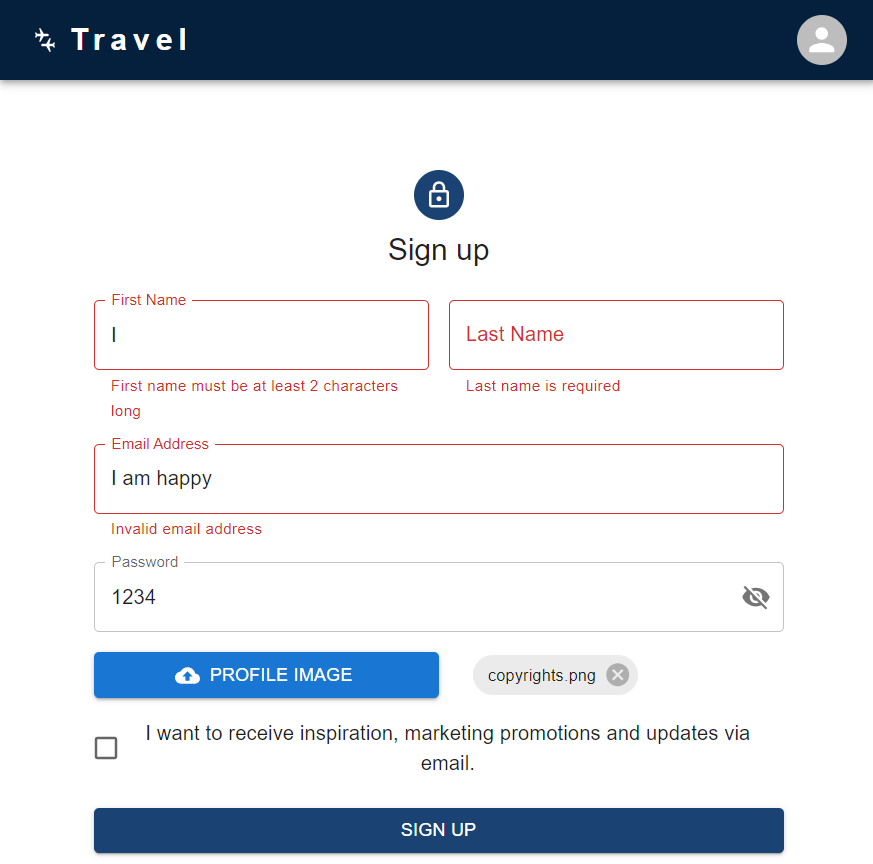 Travel
Sign up
First Name
I
Last Name
First name must be at least 2 characters
long
Last name is required
Email Address
I am happy
Invalid email address
Password
1234
PROFILE IMAGE
copyrights.png
I want to receive inspiration, marketing promotions and updates via
email.
SIGN UP